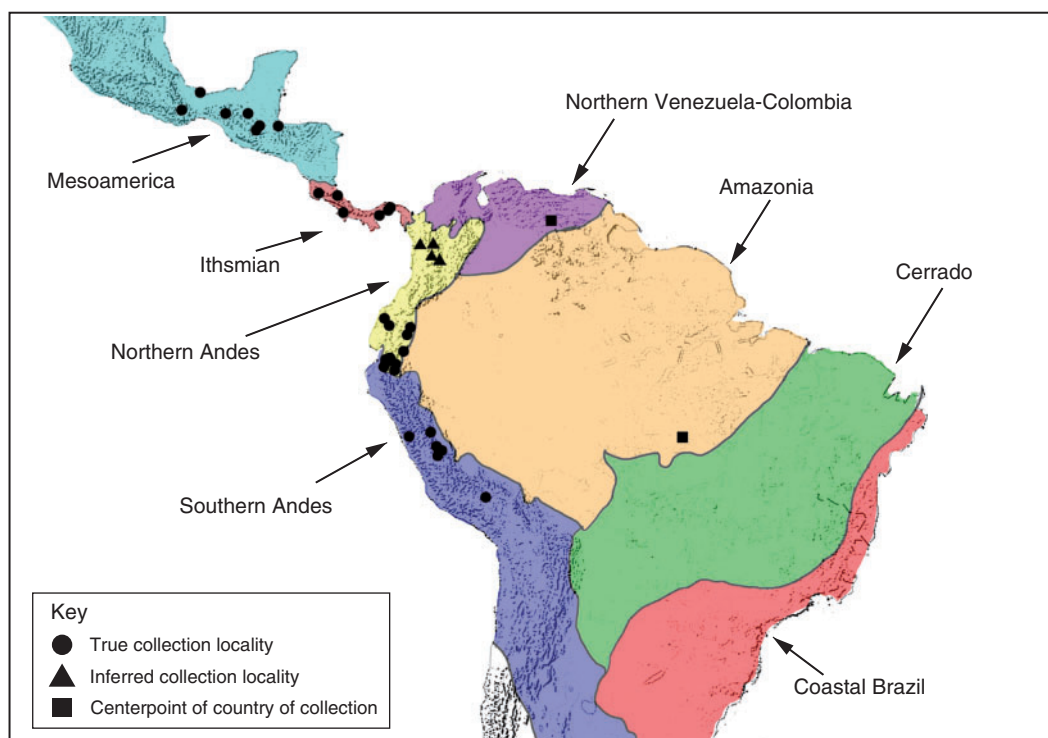 Northern Venezuela-Colombia
Mesoamerica
Amazonia
Ithsmian
Cerrado
Northern Andes
Southern Andes
Key
True collection locality
Inferred collection locality
Centerpoint of country of collection
Coastal Brazil